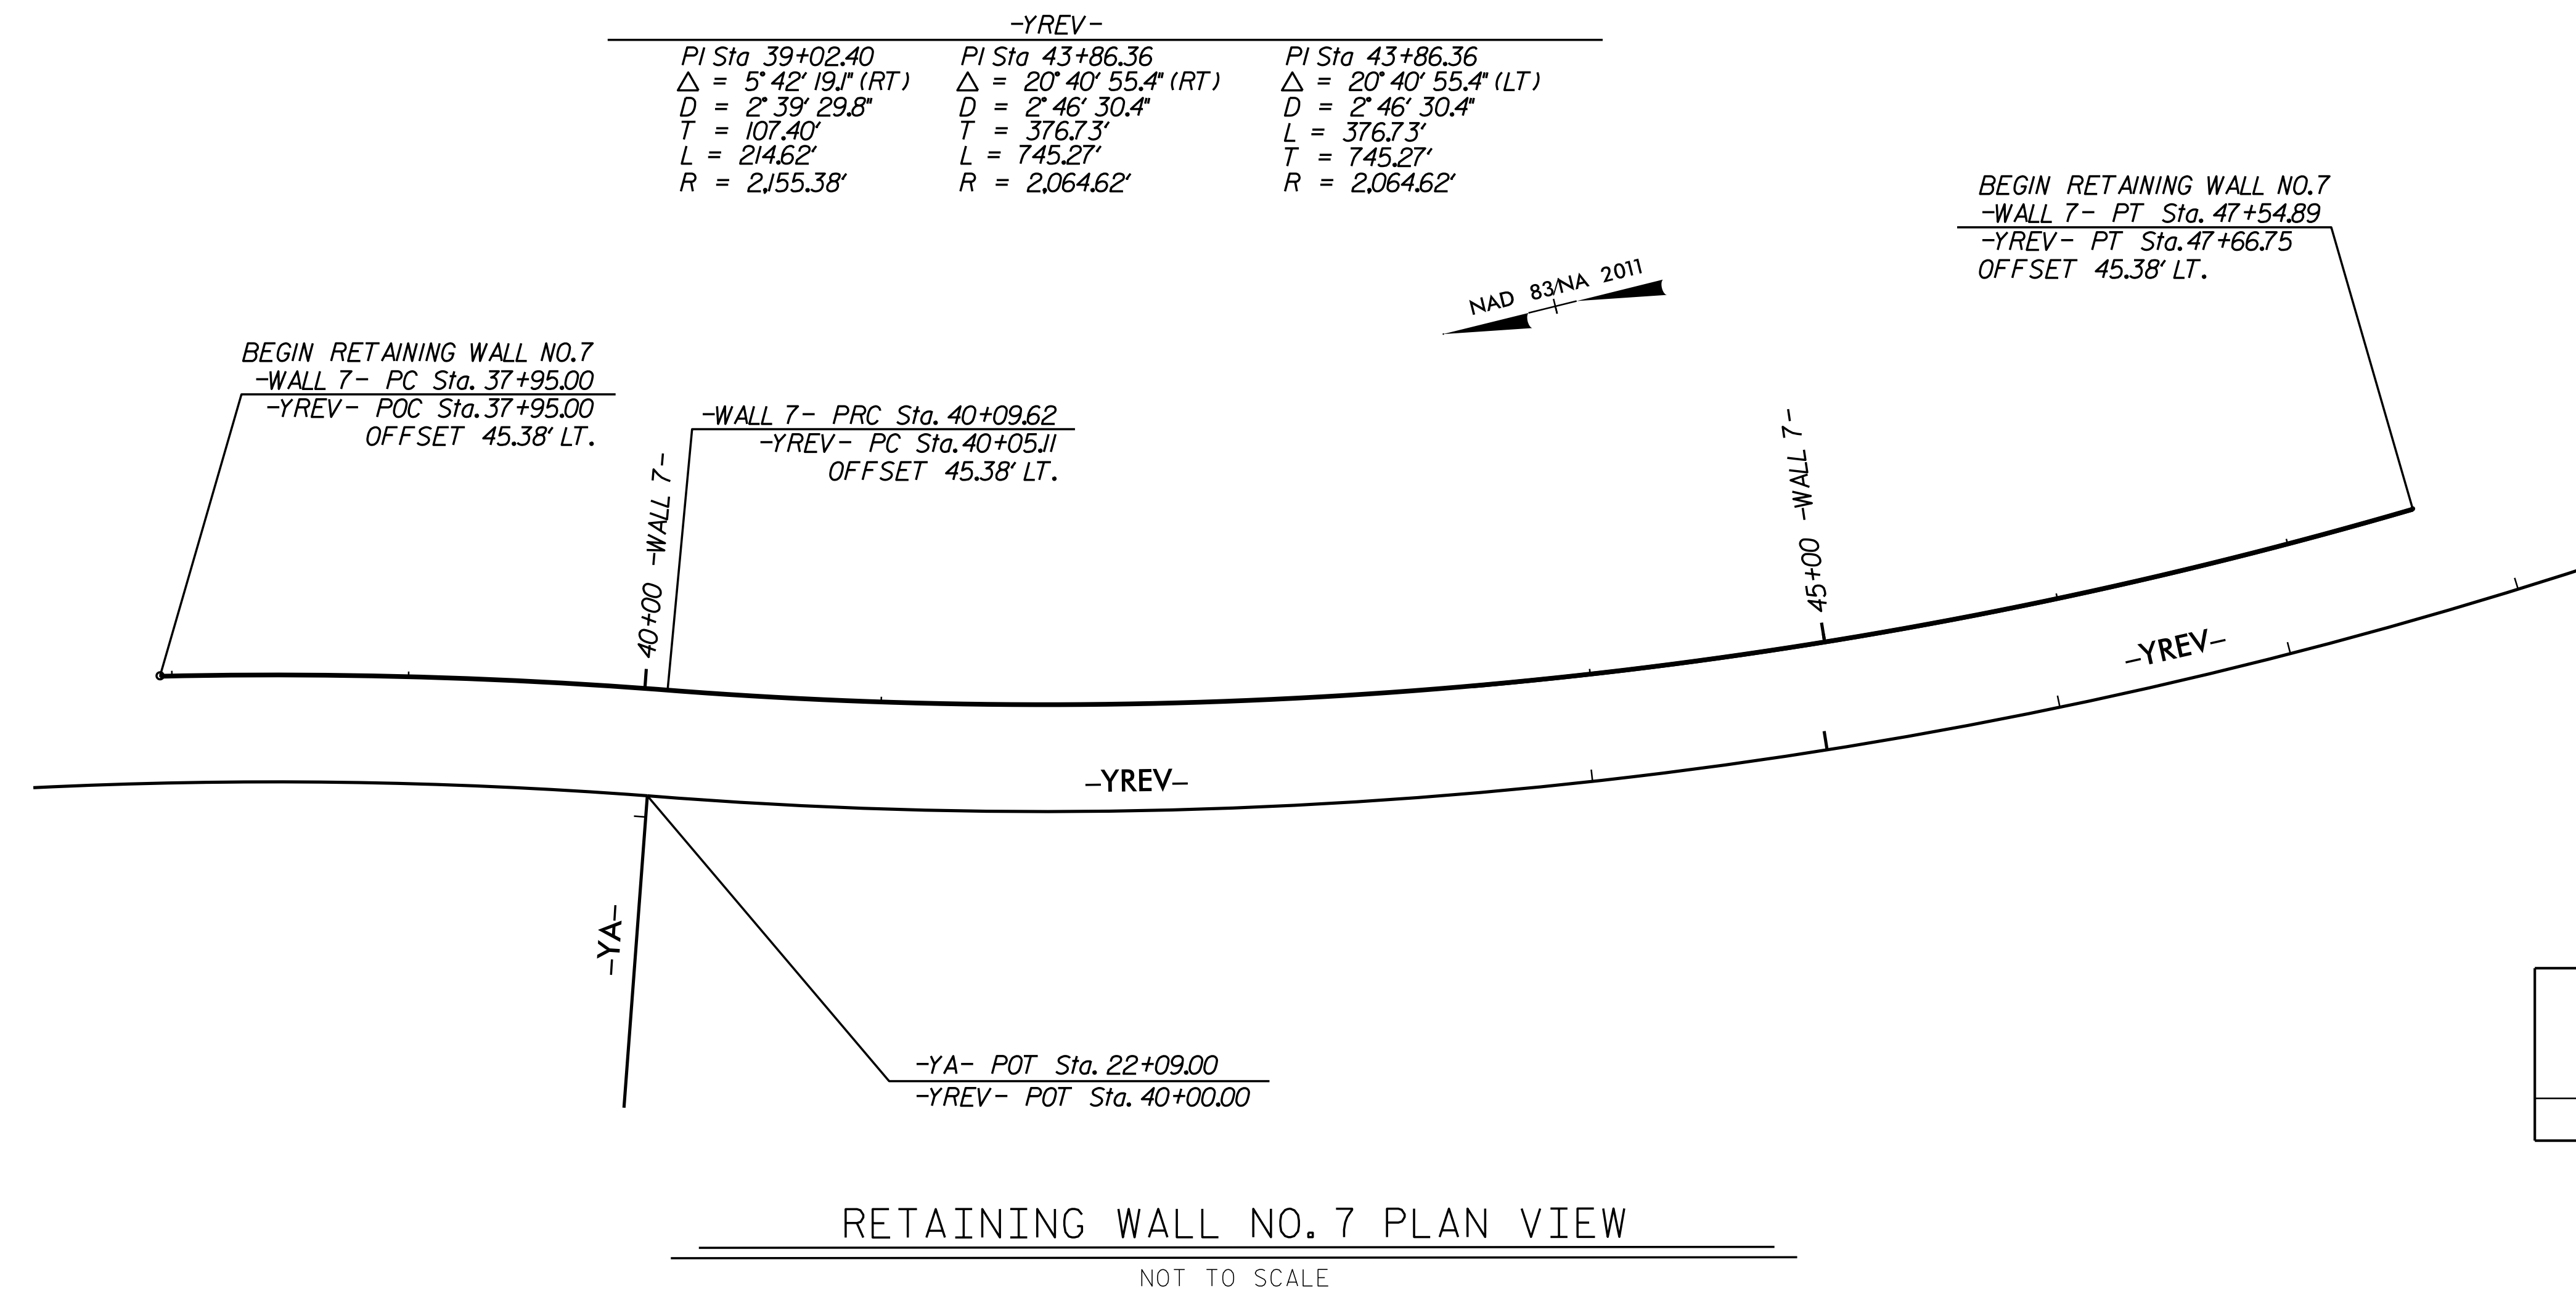 -YREV-
PI Sta 39+02.40
△ = 5° 42' 19.1" (RT)
D = 2° 39' 29.8"
T = 107.40'
L = 214.62'
R = 2,155.38'
PI Sta 43+86.36
△ = 20° 40' 55.4" (RT)
D = 2° 46' 30.4"
T = 376.73'
L = 745.27'
R = 2,064.62'
PI Sta 43+86.36
△ = 20° 40' 55.4" (LT)
D = 2° 46' 30.4"
L = 376.73'
T = 745.27'
R = 2,064.62'
BEGIN RETAINING WALL NO. 7
-WALL 7- PT Sta. 47+54.89
-YREV- PT Sta. 47+66.75
OFFSET 45.38' LT.
NAD 83/NA 2011
BEGIN RETAINING WALL NO. 7
-WALL 7- PC Sta. 37+95.00
-YREV- POC Sta. 37+95.00
OFFSET 45.38' LT.
-WALL 7- PRC Sta. 40+09.62
-YREV- PC Sta. 40+05.11
OFFSET 45.38' LT.
40+00 -WALL 7-
45+00 -WALL 7-
-YREV-
-YREV-
-YA-
-YA- POT Sta. 22+09.00
-YREV- POT Sta. 40+00.00
RETAINING WALL NO. 7 PLAN VIEW
NOT TO SCALE